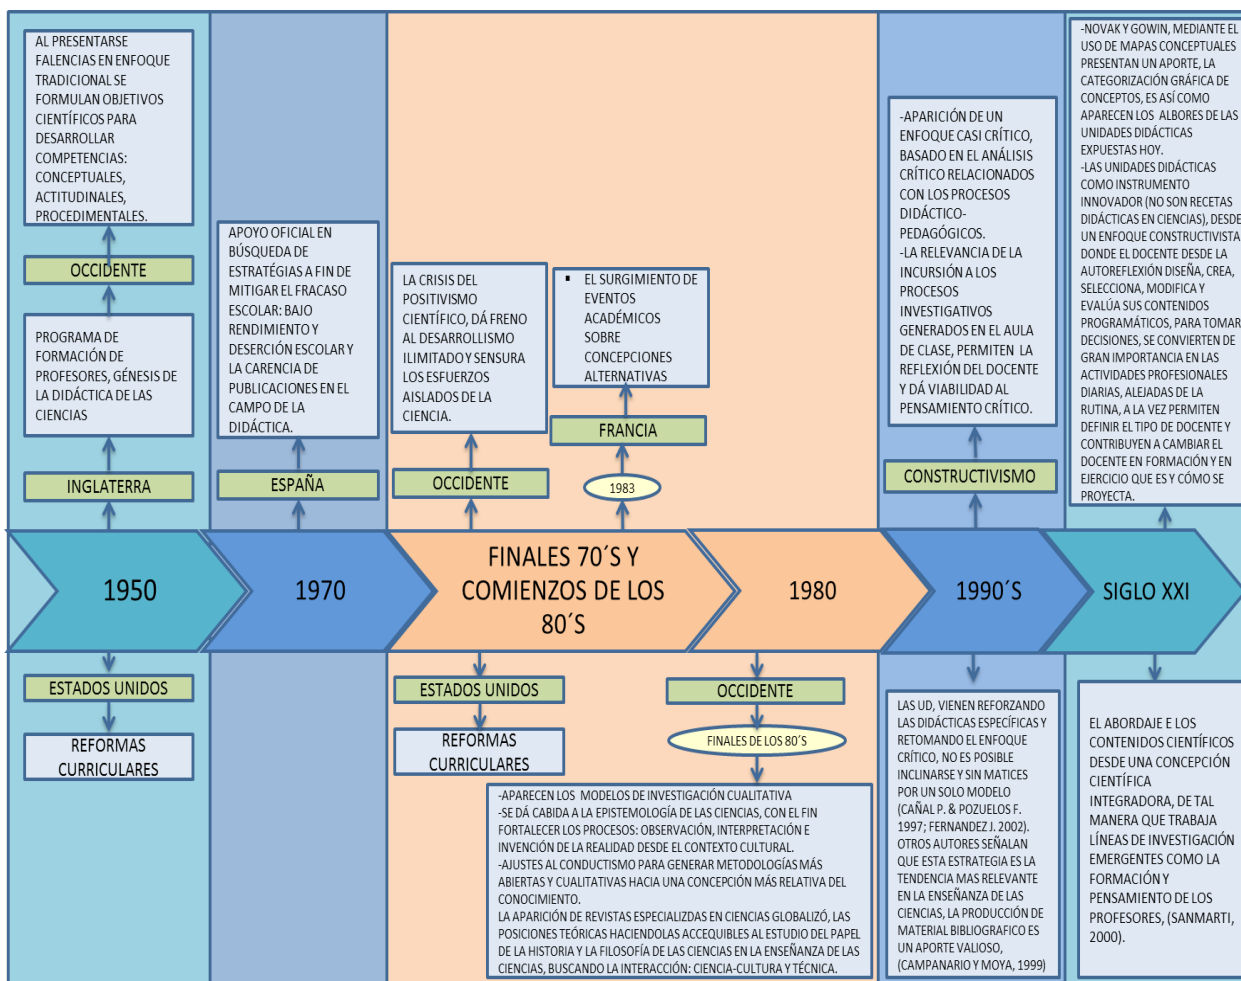 AL PRESENTARSE
FALENCIAS EN ENFOQUE
TRADICIONAL SE
FORMULAN OBJETIVOS
CIENTÍFICOS PARA
DESARROLLAR
COMPETENCIAS:
CONCEPTUALES,
ACTITUDINALES,
PROCEDIMENTALES.
OCCIDENTE
PROGRAMA DE
FORMACIÓN DE
PROFESORES, GÉNESIS DE
LA DIDÁCTICA DE LAS
CIENCIAS
INGLATERRA
APOYO OFICIAL EN
BÚSQUEDA DE
ESTRATÉGIAS A FIN DE
MITIGAR EL FRACASO
ESCOLAR: BAJO
RENDIMIENTO Y
DESERCIÓN ESCOLAR Y
LA CARENCIA DE
PUBLICACIONES EN EL
CAMPO DE LA
DIDÁCTICA.
ESPAÑA
LA CRISIS DEL
POSITIVISMO
CIENTÍFICO, DÁ FRENO
AL DESARROLLISMO
ILIMITADO Y SENSURA
LOS ESFUERZOS
AISLADOS DE LA
CIENCIA.
OCCIDENTE
▪ EL SURGIMIENTO DE
EVENTOS
ACADÉMICOS
SOBRE
CONCEPCIONES
ALTERNATIVAS
FRANCIA
1983
-APARICIÓN DE UN
ENFOQUE CASI CRÍTICO,
BASADO EN EL ANÁLISIS
CRÍTICO RELACIONADOS
CON LOS PROCESOS
DIDÁCTICO-
PEDAGÓGICOS.
-LA RELEVANCIA DE LA
INCURSIÓN A LOS
PROCESOS
INVESTIGATIVOS
GENERADOS EN EL AULA
DE CLASE, PERMITEN LA
REFLEXIÓN DEL DOCENTE
Y DÁ VIABILIDAD AL
PENSAMIENTO CRÍTICO.
CONSTRUCTIVISMO
-NOVAK Y GOWIN, MEDIANTE EL
USO DE MAPAS CONCEPTUALES
PRESENTAN UN APORTE, LA
CATEGORIZACIÓN GRÁFICA DE
CONCEPTOS, ES ASÍ COMO
APARECEN LOS ALBORES DE LAS
UNIDADES DIDÁCTICAS
EXPUESTAS HOY.
-LAS UNIDADES DIDÁCTICAS
COMO INSTRUMENTO
INNOVADOR (NO SON RECETAS
DIDÁCTICAS EN CIENCIAS), DESDE
UN ENFOQUE CONSTRUCTIVISTA,
DONDE EL DOCENTE DESDE LA
AUTOREFLEXIÓN DISEÑA, CREA,
SELECCIONA, MODIFICA Y
EVALÚA SUS CONTENIDOS
PROGRAMÁTICOS, PARA TOMAR
DECISIONES, SE CONVIERTEN DE
GRAN IMPORTANCIA EN LAS
ACTIVIDADES PROFESIONALES
DIARIAS, ALEJADAS DE LA
RUTINA, A LA VEZ PERMITEN
DEFINIR EL TIPO DE DOCENTE Y
CONTRIBUYEN A CAMBIAR EL
DOCENTE EN FORMACIÓN Y EN
EJERCICIO QUE ES Y CÓMO SE
PROYECTA.
1950
1970
FINALES 70´S Y
COMIENZOS DE LOS
80´S
1980
1990´S
SIGLO XXI
ESTADOS UNIDOS
REFORMAS
CURRICULARES
ESTADOS UNIDOS
REFORMAS
CURRICULARES
OCCIDENTE
FINALES DE LOS 80´S
-APARECEN LOS MODELOS DE INVESTIGACIÓN CUALITATIVA
-SE DÁ CABIDA A LA EPISTEMOLOGÍA DE LAS CIENCIAS, CON EL FIN
FORTALECER LOS PROCESOS: OBSERVACIÓN, INTERPRETACIÓN E
INVENCIÓN DE LA REALIDAD DESDE EL CONTEXTO CULTURAL.
-AJUSTES AL CONDUCTISMO PARA GENERAR METODOLOGÍAS MÁS
ABIERTAS Y CUALITATIVAS HACIA UNA CONCEPCIÓN MÁS RELATIVA DEL
CONOCIMIENTO.
LA APARICIÓN DE REVISTAS ESPECIALIZDAS EN CIENCIAS GLOBALIZÓ, LAS
POSICIONES TEÓRICAS HACIENDOLAS ACCEQUIBLES AL ESTUDIO DEL PAPEL
DE LA HISTORIA Y LA FILOSOFÍA DE LAS CIENCIAS EN LA ENSEÑANZA DE LAS
CIENCIAS, BUSCANDO LA INTERACCIÓN: CIENCIA-CULTURA Y TÉCNICA.
LAS UD, VIENEN REFORZANDO
LAS DIDÁCTICAS ESPECÍFICAS Y
RETOMANDO EL ENFOQUE
CRÍTICO, NO ES POSIBLE
INCLINARSE Y SIN MATICES
POR UN SOLO MODELO
(CAÑAL P. & POZUELOS F.
1997; FERNANDEZ J. 2002).
OTROS AUTORES SEÑALAN
QUE ESTA ESTRATEGIA ES LA
TENDENCIA MAS RELEVANTE
EN LA ENSEÑANZA DE LAS
CIENCIAS, LA PRODUCCIÓN DE
MATERIAL BIBLIOGRAFICO ES
UN APORTE VALIOSO,
(CAMPANARIO Y MOYA, 1999)
EL ABORDAJE E LOS
CONTENIDOS CIENTÍFICOS
DESDE UNA CONCEPCIÓN
CIENTÍFICA
INTEGRADORA, DE TAL
MANERA QUE TRABAJA
LÍNEAS DE INVESTIGACIÓN
EMERGENTES COMO LA
FORMACIÓN Y
PENSAMIENTO DE LOS
PROFESORES, (SANMARTI,
2000).